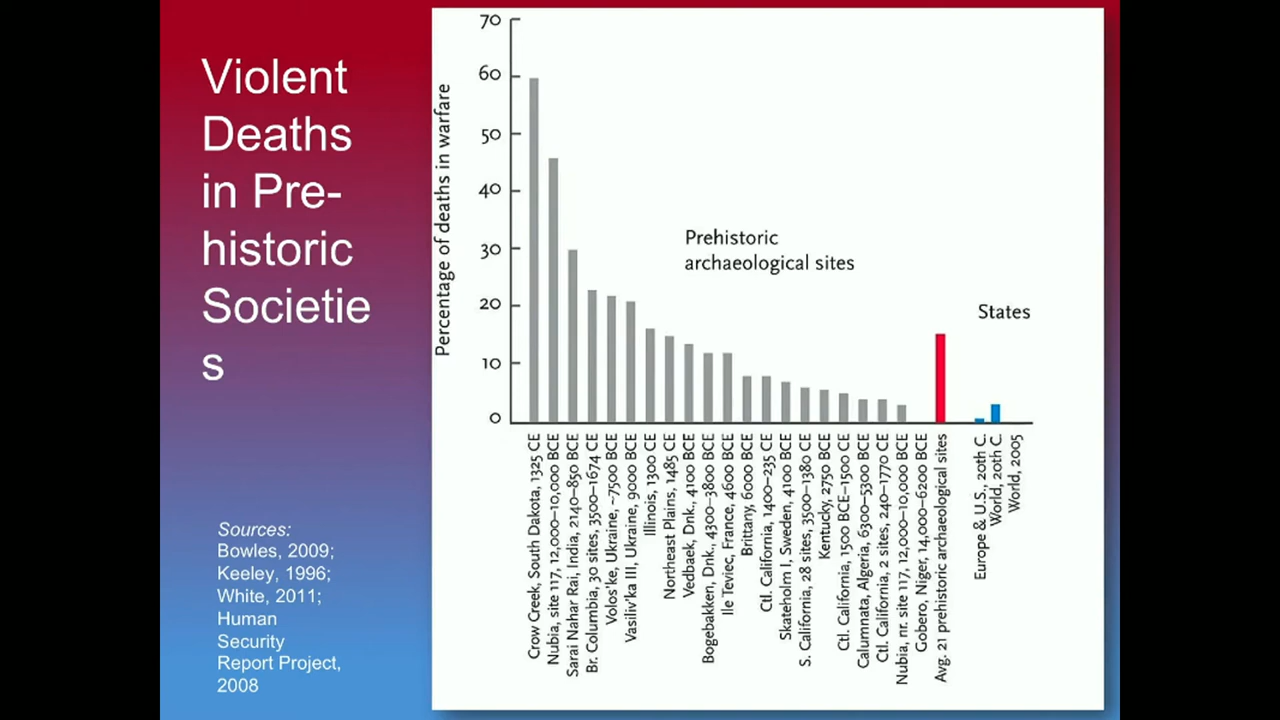 Violent
Deaths
in Pre-
historic
Societie
s
Sources:
Bowles, 2009;
Keeley, 1996;
White, 2011;
Human
Security
Report Project,
2008
Percentage of deaths in warfare
70
60
50
40
30
20
10
0
Prehistoric
archaeological sites
States
Crow Creek, South Dakota, 1325 CE
Nubia, site 117, 12,000–10,000 BCE
Sarai Nahar Rai, India, 2140–850 BCE
Br. Columbia, 30 sites, 3500–1674 CE
Volos'ke, Ukraine, ~7500 BCE
Vasiliv'ka III, Ukraine, 9000 BCE
Illinois, 1300 CE
Northeast Plains, 1485 CE
Vedbaek, Dnk., 4100 BCE
Bogebakken, Dnk., 4300–3800 BCE
Ile Teviec, France, 4600 BCE
Brittany, 6000 BCE
Ctl. California, 1400–235 CE
Skateholm I, Sweden, 4100 BCE
S. California, 28 sites, 3500–1380 CE
Kentucky, 2750 BCE
Ctl. California, 1500 BCE–1500 CE
Calumnata, Algeria, 6300–5300 BCE
Ctl. California, 2 sites, 240–1770 CE
Nubia, nr. site 117, 12,000–10,000 BCE
Gobero, Niger, 14,000–6200 BCE
Avg. 21 prehistoric archaeological sites
Europe & U.S., 20th C.
World, 20th C.
World, 2005